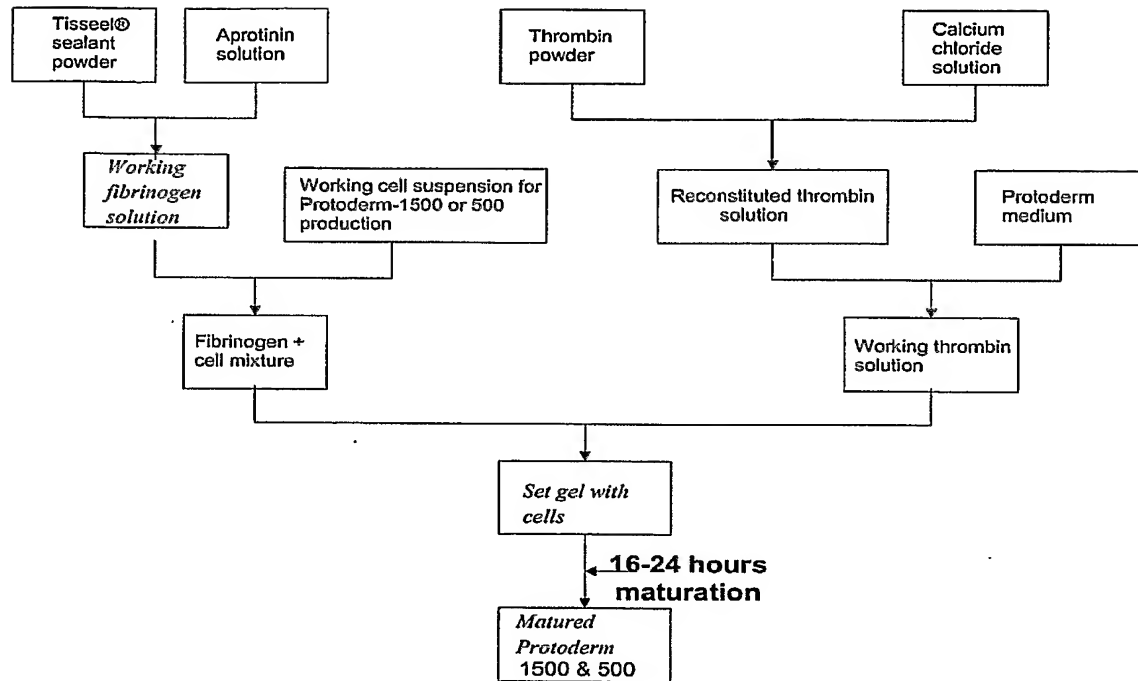 Tisseel®
sealant
powder
Aprotinin
solution
Thrombin
powder
Calcium
chloride
solution
Working
fibrinogen
solution
Working cell suspension for
Protoderm-1500 or 500
production
Reconstituted thrombin
solution
Protoderm
medium
Fibrinogen +
cell mixture
Working thrombin
solution
Set gel with
cells
16-24 hours
maturation
Matured
Protoderm
1500 & 500